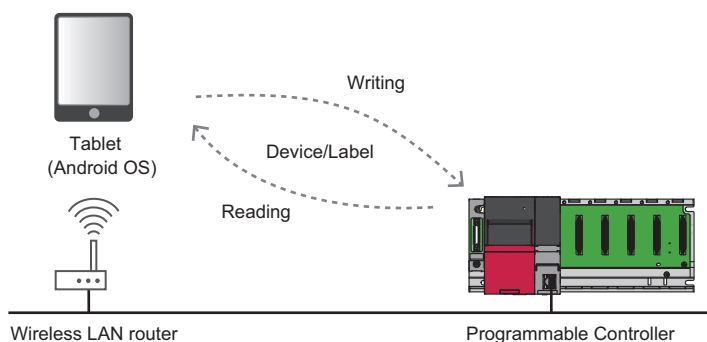 Writing
Tablet
(Android OS)
Device/Label
Reading
Wireless LAN router
Programmable Controller